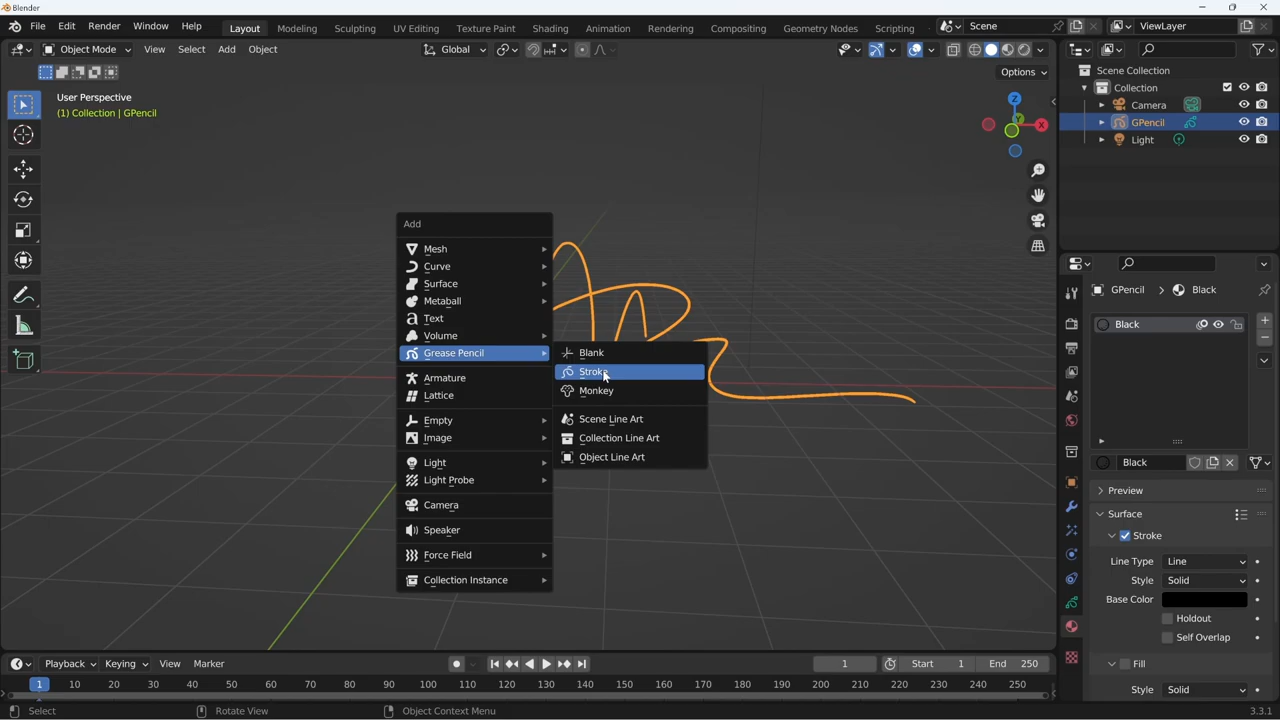 Blender
File Edit Render Window Help Layout Modeling Sculpting UV Editing Texture Paint Shading Animation Rendering Compositing Geometry Nodes Scripting Scene ViewLayer
Object Mode View Select Add Object Global
Options
User Perspective
(1) Collection | GPencil
Z
Y
X
Scene Collection
Collection
Camera
GPencil
Light
Add
Mesh
Curve
Surface
Metaball
Text
Volume
Grease Pencil
Armature
Lattice
Empty
Image
Light
Light Probe
Camera
Speaker
Force Field
Collection Instance
Blank
Stroke
Monkey
Scene Line Art
Collection Line Art
Object Line Art
GPencil > Black
Black
Black
Preview
Surface
Stroke
Line Type Line
Style Solid
Base Color
Holdout
Self Overlap
Fill
Style Solid
Playback Keying View Marker 1 Start 1 End 250
1 10 20 30 40 50 60 70 80 90 100 110 120 130 140 150 160 170 180 190 200 210 220 230 240 250
Select Rotate View Object Context Menu 3.3.1